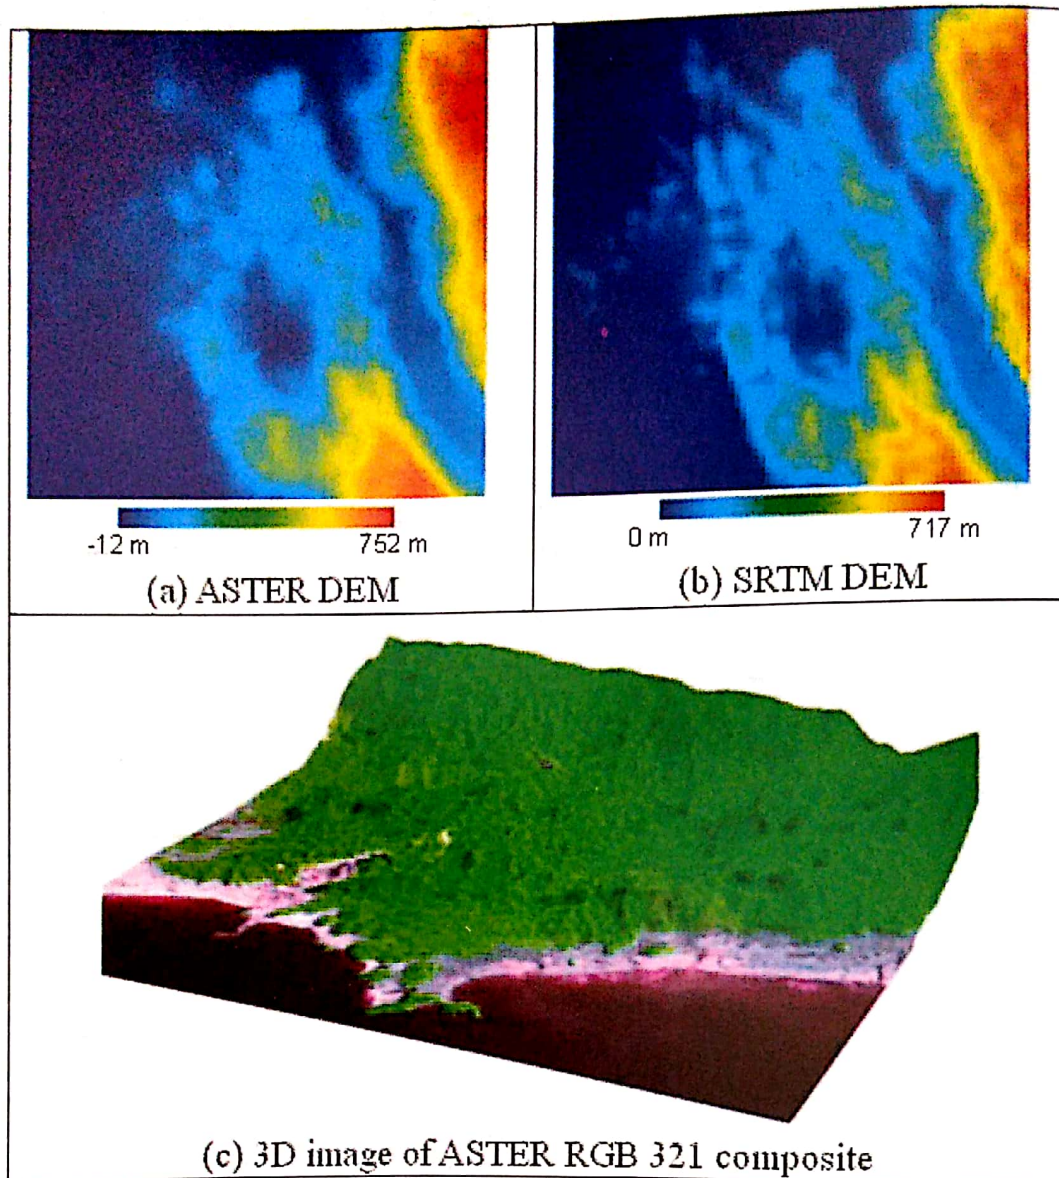 -12 m 752 m
(a) ASTER DEM
0 m 717 m
(b) SRTM DEM
(c) 3D image of ASTER RGB 321 composite